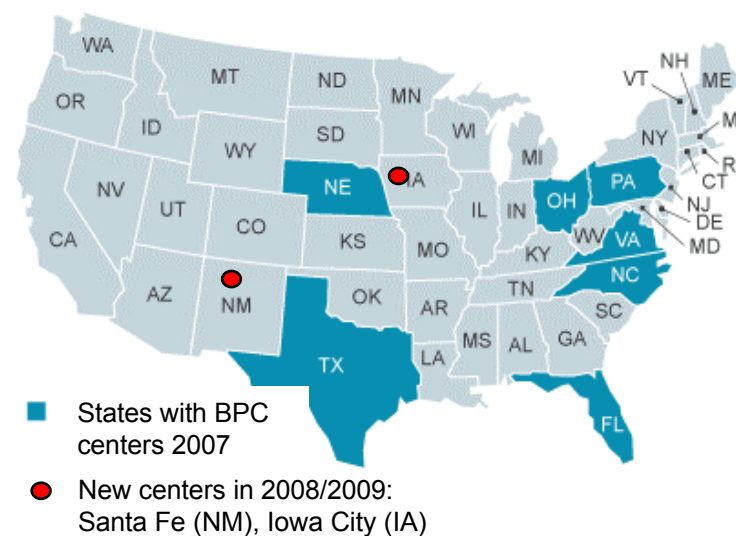 WA
MT
ND
MN
OR
ID
WY
SD
WI
MI
NY
VT
NH
ME
M
R
CT
NJ
DE
MD
NV
UT
CO
NE
IA
IL
IN
OH
PA
WV
VA
CA
AZ
NM
KS
MO
KY
NC
TN
OK
AR
SC
TX
LA
MS
AL
GA
FL
States with BPC
centers 2007
New centers in 2008/2009:
Santa Fe (NM), Iowa City (IA)